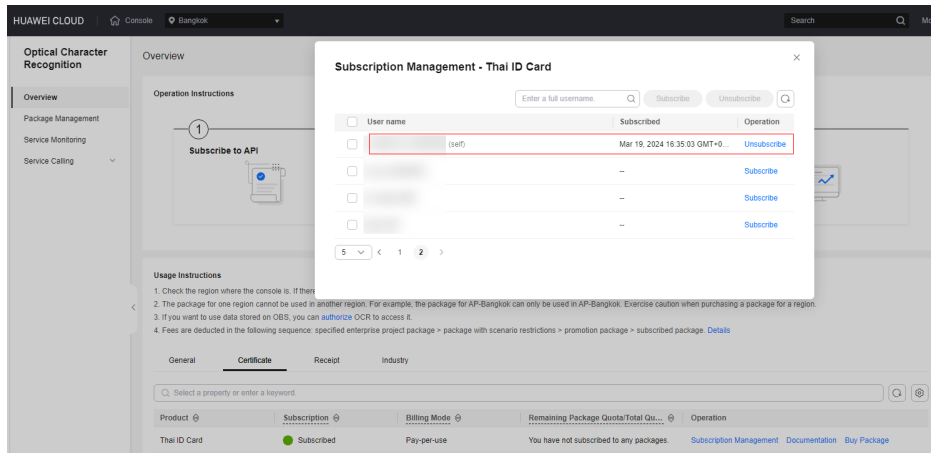 HUAWEI CLOUD
Console
Bangkok
Search
Mo
Optical Character
Recognition
Overview
Package Management
Service Monitoring
Service Calling
Overview
Operation Instructions
1
Subscribe to API
Subscription Management - Thai ID Card
Enter a full username.
Subscribe
Unsubscribe
User name
Subscribed
Operation
(self)
Mar 19, 2024 16:35:03 GMT+0...
Unsubscribe
--
Subscribe
--
Subscribe
--
Subscribe
5
1
2
Usage Instructions
1. Check the region where the console is. If there
2. The package for one region cannot be used in another region. For example, the package for AP-Bangkok can only be used in AP-Bangkok. Exercise caution when purchasing a package for a region.
3. If you want to use data stored on OBS, you can authorize OCR to access it.
4. Fees are deducted in the following sequence: specified enterprise project package > package with scenario restrictions > promotion package > subscribed package. Details
General
Certificate
Receipt
Industry
Select a property or enter a keyword.
Product
Subscription
Billing Mode
Remaining Package Quota/Total Qu...
Operation
Thai ID Card
Subscribed
Pay-per-use
You have not subscribed to any packages.
Subscription Management
Documentation
Buy Package